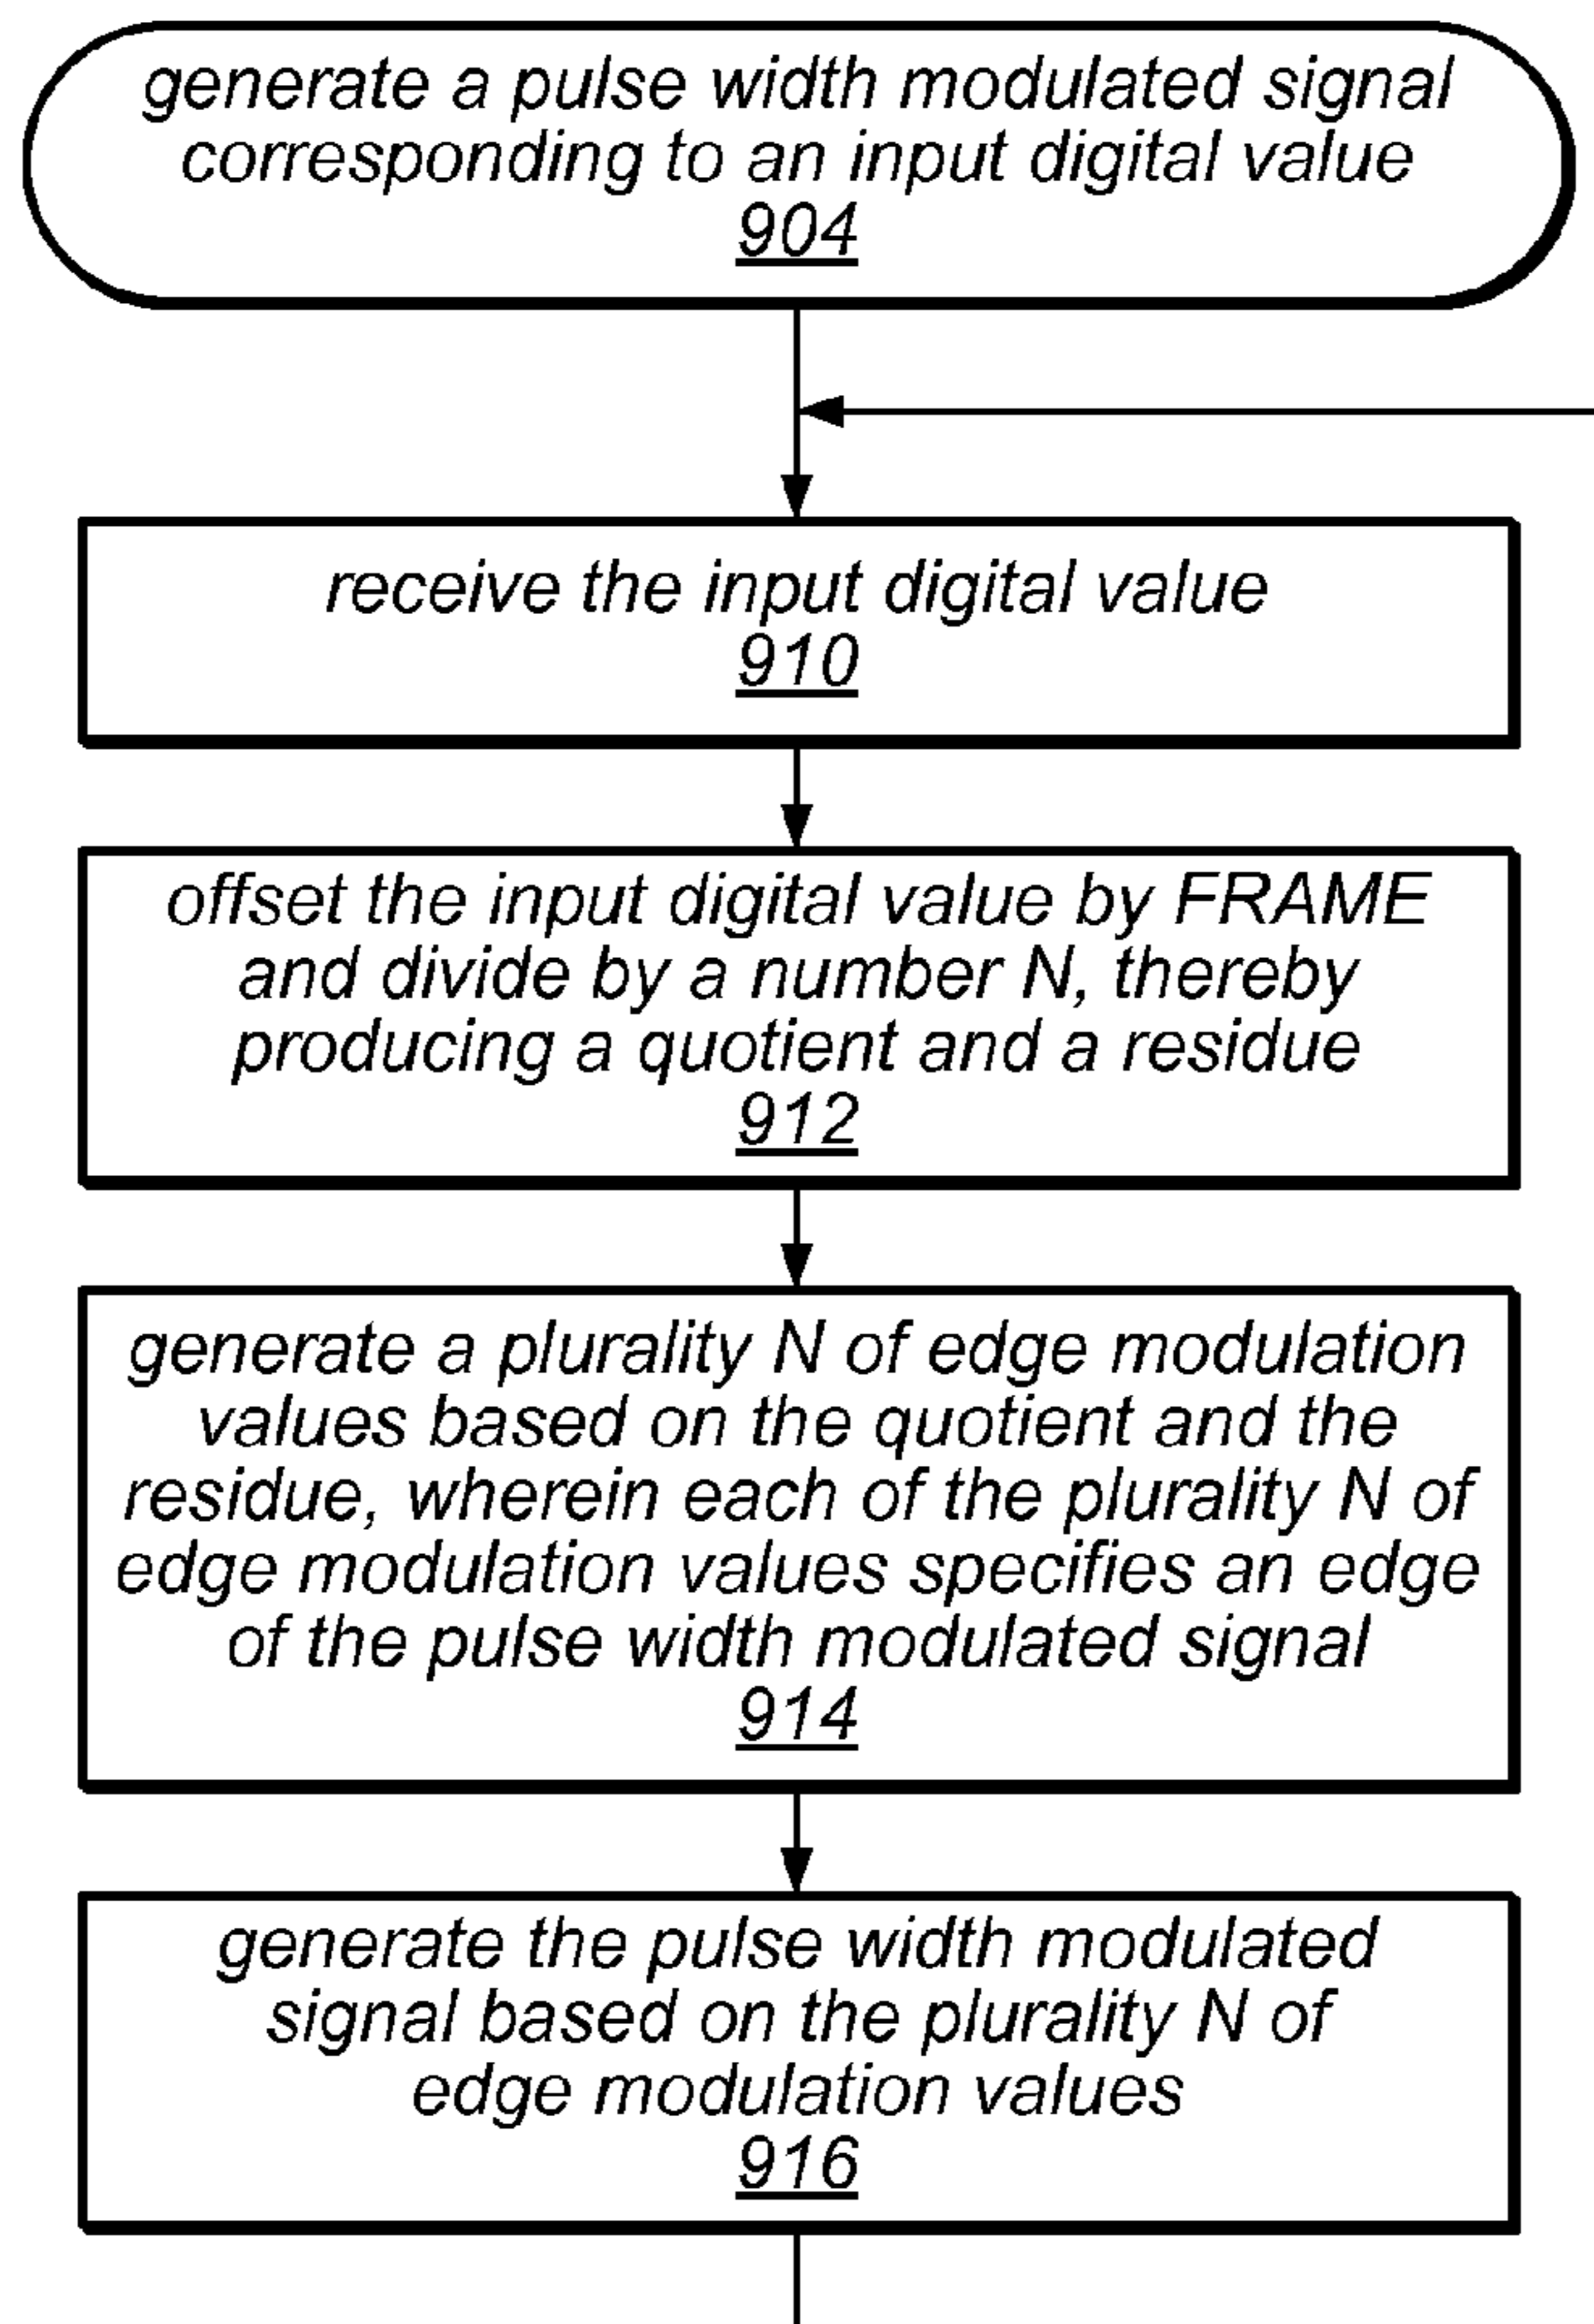 generate a pulse width modulated signal
corresponding to an input digital value
904
receive the input digital value
910
offset the input digital value by FRAME
and divide by a number N, thereby
producing a quotient and a residue
912
generate a plurality N of edge modulation
values based on the quotient and the
residue, wherein each of the plurality N of
edge modulation values specifies an edge
of the pulse width modulated signal
914
generate the pulse width modulated
signal based on the plurality N of
edge modulation values
916